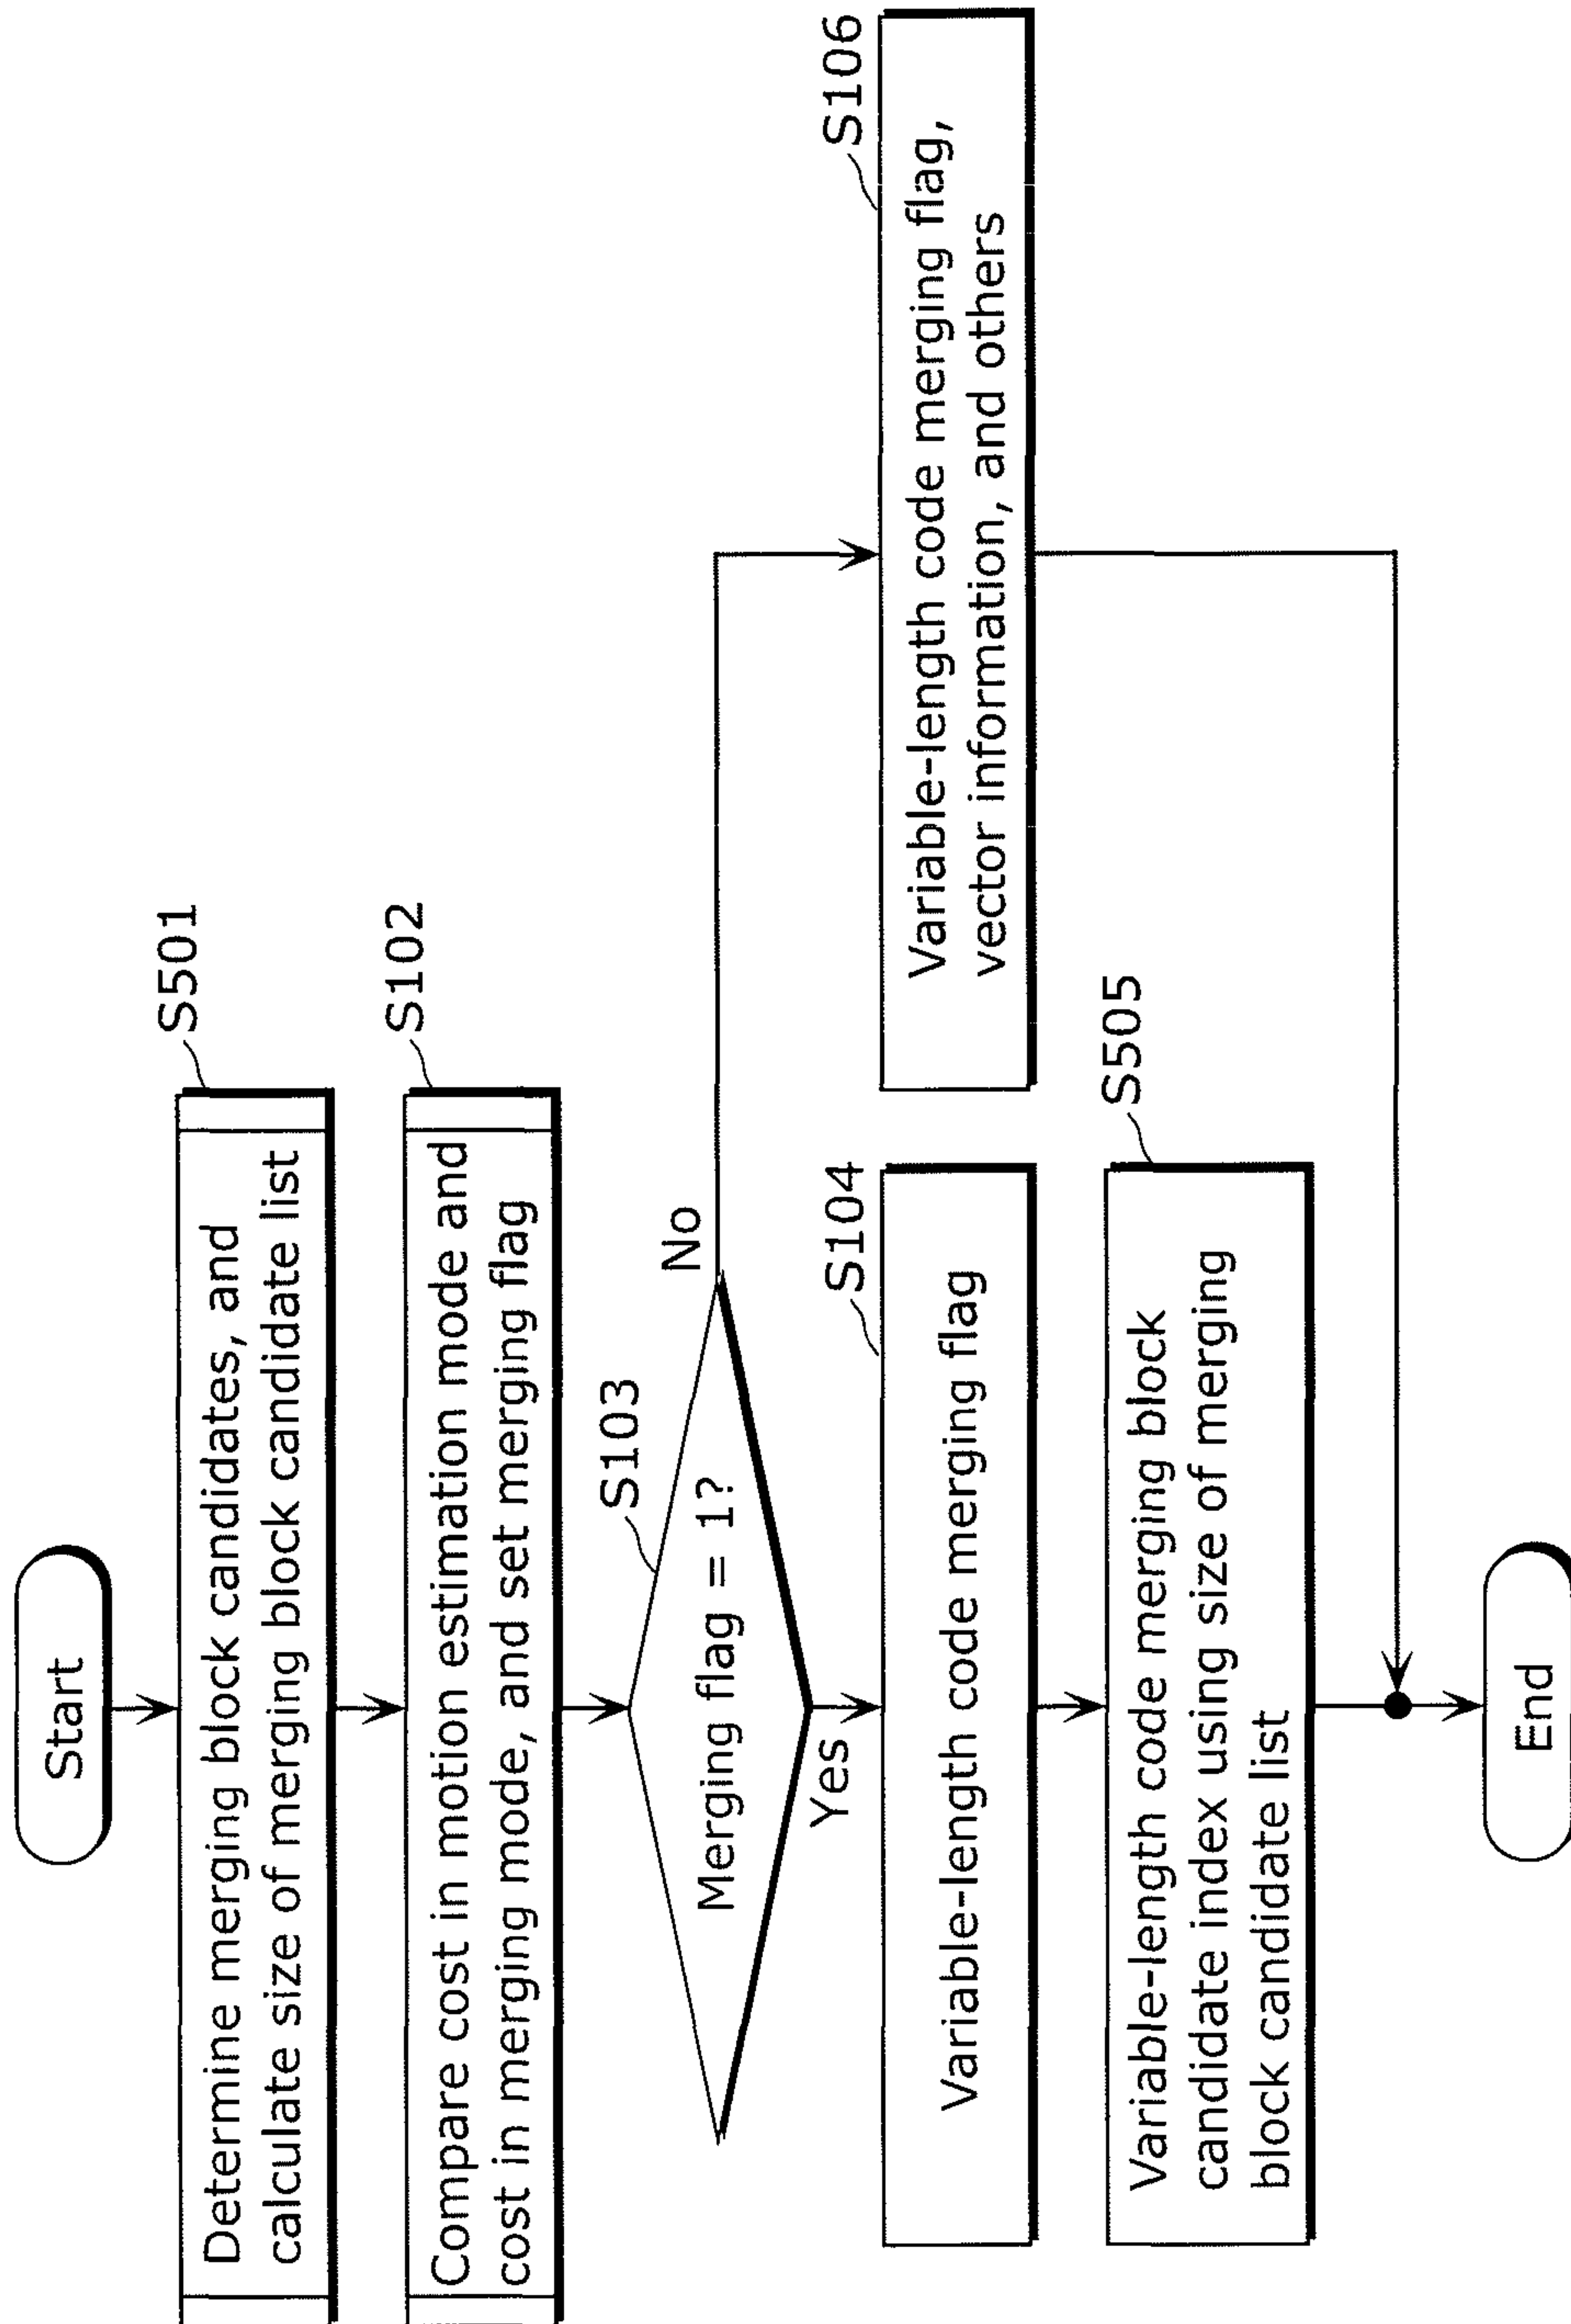 Start
S501
Determine merging block candidates, and
calculate size of merging block candidate list
S102
Compare cost in motion estimation mode and
cost in merging mode, and set merging flag
S103
Merging flag = 1?
No
Yes
S104
Variable-length code merging flag
S106
Variable-length code merging flag,
vector information, and others
S505
Variable-length code merging block
candidate index using size of merging
block candidate list
End